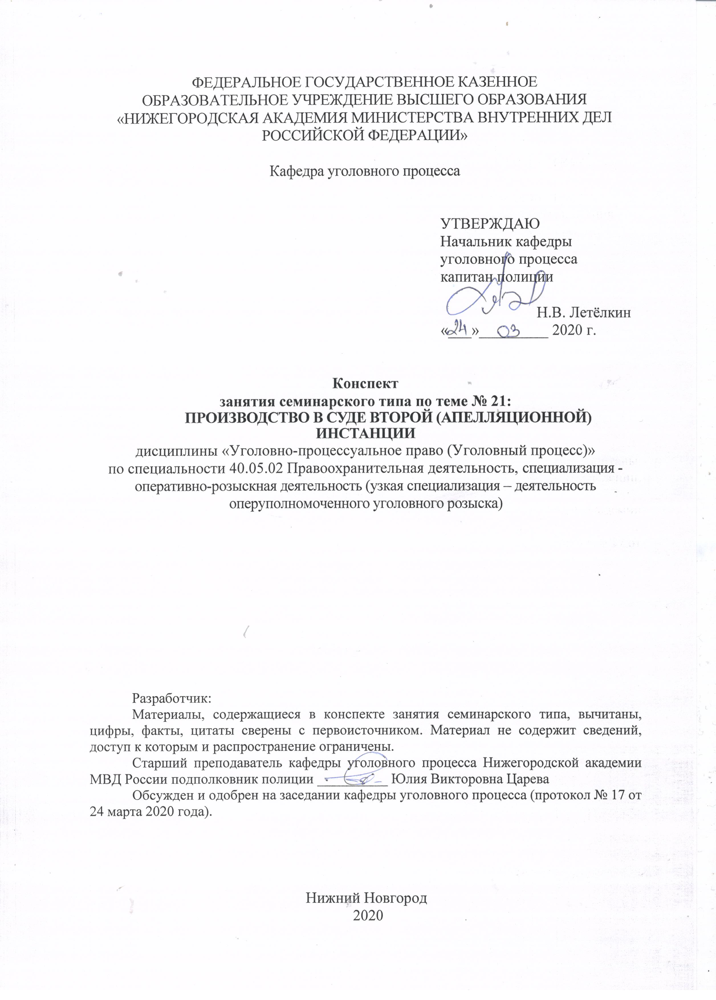 ФЕДЕРАЛЬНОЕ ГОСУДАРСТВЕННОЕ КАЗЕННОЕ
ОБРАЗОВАТЕЛЬНОЕ УЧРЕЖДЕНИЕ ВЫСШЕГО ОБРАЗОВАНИЯ
«НИЖЕГОРОДСКАЯ АКАДЕМИЯ МИНИСТЕРСТВА ВНУТРЕННИХ ДЕЛ
РОССИЙСКОЙ ФЕДЕРАЦИИ»
Кафедра уголовного процесса
УТВЕРЖДАЮ
Начальник кафедры
уголовного процесса
капитан полиции
Н.В. Летёлкин
«24» 03 2020 г.
Конспект
занятия семинарского типа по теме № 21:
ПРОИЗВОДСТВО В СУДЕ ВТОРОЙ (АПЕЛЛЯЦИОННОЙ)
ИНСТАНЦИИ
дисциплины «Уголовно-процессуальное право (Уголовный процесс)»
по специальности 40.05.02 Правоохранительная деятельность, специализация -
оперативно-розыскная деятельность (узкая специализация – деятельность
оперуполномоченного уголовного розыска)
Разработчик:
Материалы, содержащиеся в конспекте занятия семинарского типа, вычитаны,
цифры, факты, цитаты сверены с первоисточником. Материал не содержит сведений,
доступ к которым и распространение ограничены.
Старший преподаватель кафедры уголовного процесса Нижегородской академии
МВД России подполковник полиции __________ Юлия Викторовна Царева
Обсужден и одобрен на заседании кафедры уголовного процесса (протокол № 17 от
24 марта 2020 года).
Нижний Новгород
2020